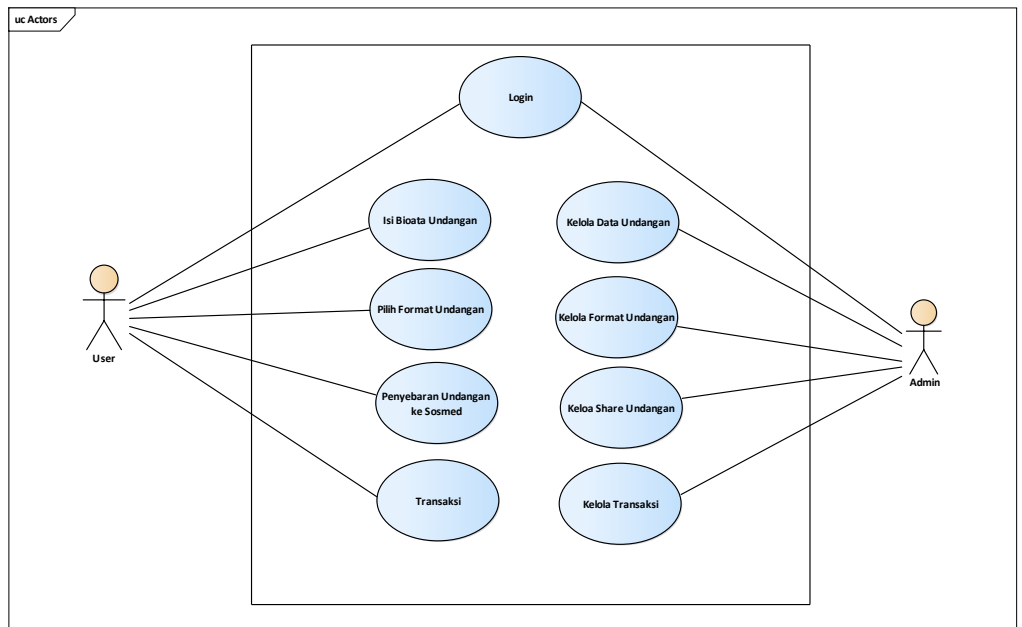 uc Actors
Login
Isi Bioata Undangan
Kelola Data Undangan
Pilih Format Undangan
Kelola Format Undangan
User
Admin
Penyebaran Undangan
ke Sosmed
Keloa Share Undangan
Transaksi
Kelola Transaksi